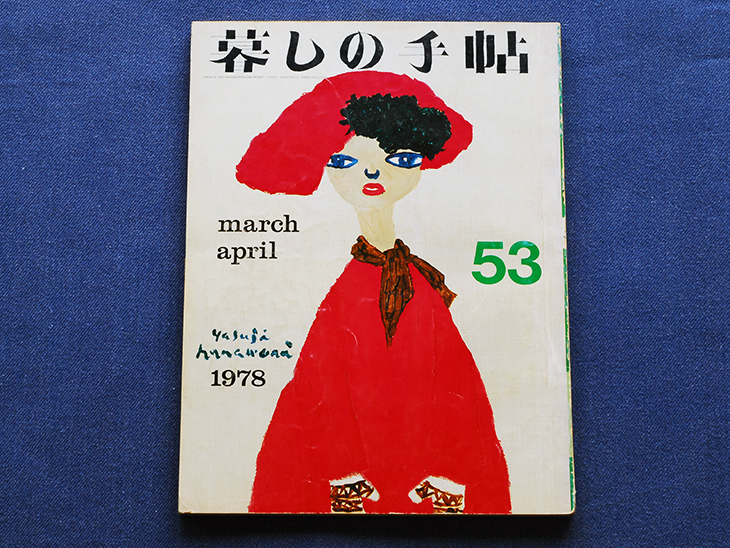 暮しの手帖
march
april
53
yasuji
hanamori
1978